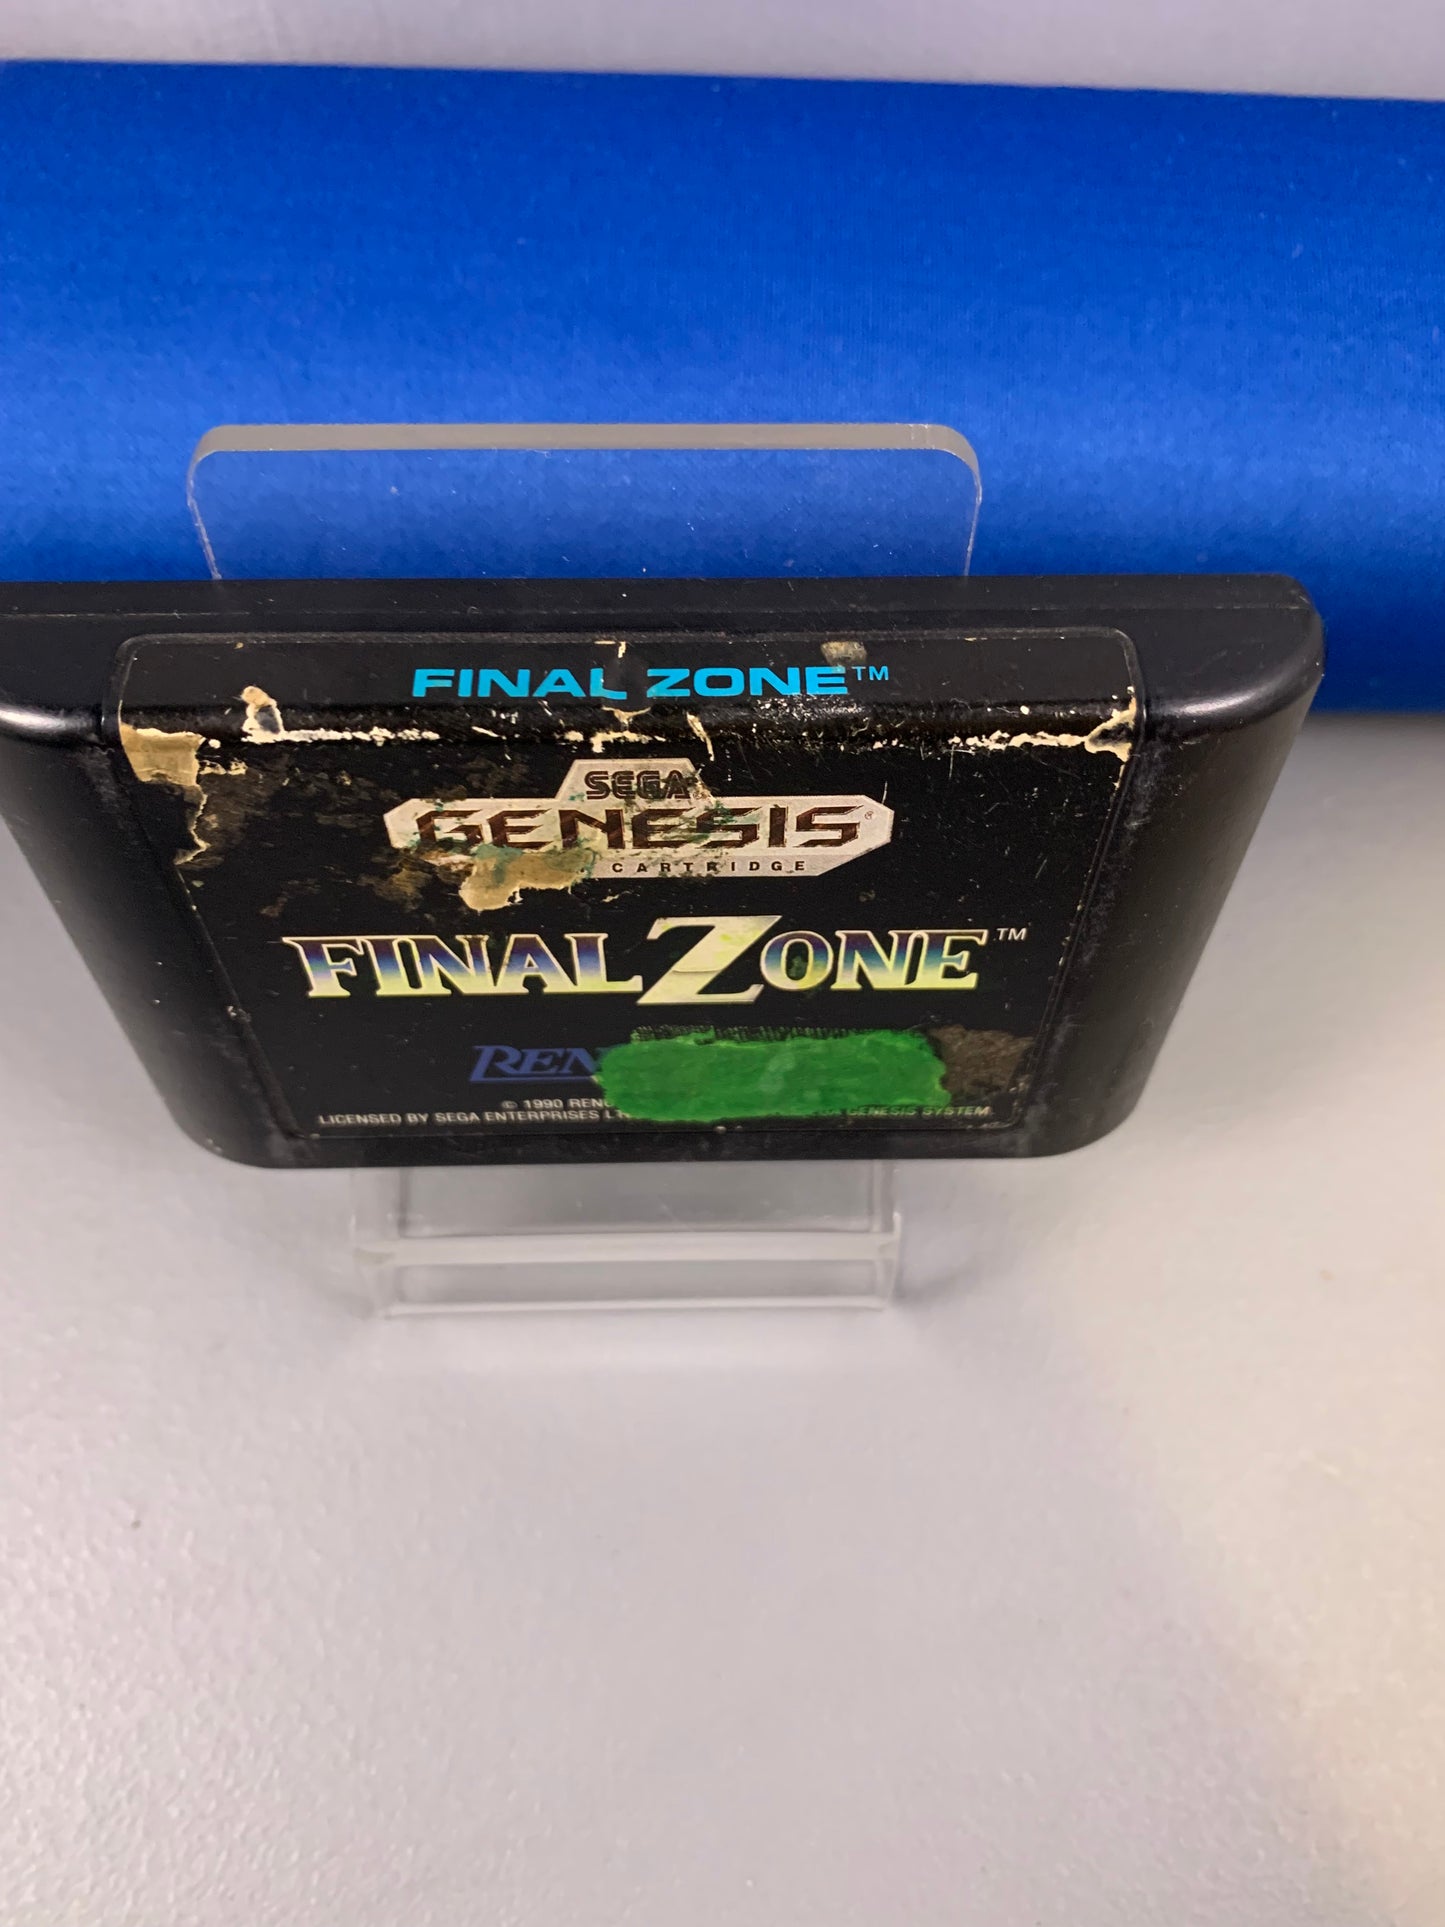 FINAL ZONE™
SEGA
GENESIS®
CARTRIDGE
FINAL ZONE™
© 1990
LICENSED BY SEGA ENTERPRISES GENESIS SYSTEM.